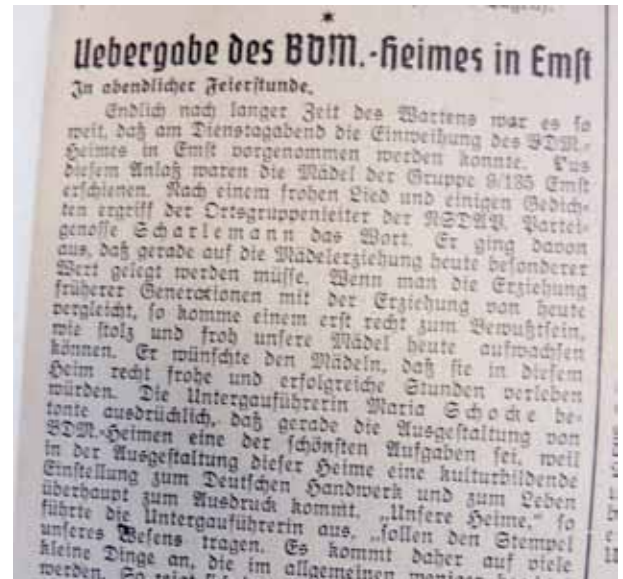 *
Uebergabe des BDM.-Heimes in Emst
In abendlicher Feierstunde.
Endlich nach langer Zeit des Wartens war es so
weit, daß am Dienstagabend die Einweihung des BDM.-
Heimes in Emst vorgenommen werden konnte. Aus
diesem Anlaß waren die Mädel der Gruppe 9/135 Emst
erschienen. Nach einem frohen Lied und einigen Gedich-
ten ergriff der Ortsgruppenleiter der NSDAP. Partei-
genosse Scharlemann das Wort. Er ging davon
aus, daß gerade auf die Mädelerziehung heute besonderer
Wert gelegt werden müsse. Wenn man die Erziehung
früherer Generationen mit der Erziehung von heute
vergleicht, so komme einem erst recht zum Bewußtsein,
wie stolz und froh unsere Mädel heute aufwachsen
können. Er wünschte den Mädeln, daß sie in diesem
Heim recht frohe und erfolgreiche Stunden verleben
würden. Die Untergauführerin Maria Schocke be-
tonte ausdrücklich, daß gerade die Ausgestaltung von
BDM.-Heimen eine der schönsten Aufgaben sei, weil
in der Ausgestaltung dieser Heime eine kulturbildende
Einstellung zum Deutschen Handwerk und zum Leben
überhaupt zum Ausdruck kommt. „Unsere Heime,“ so
führte die Untergauführerin aus, „sollen den Stempel
unseres Wesens tragen. Es kommt daher auf viele
kleine Dinge an, die im allgemeinen
werden. So